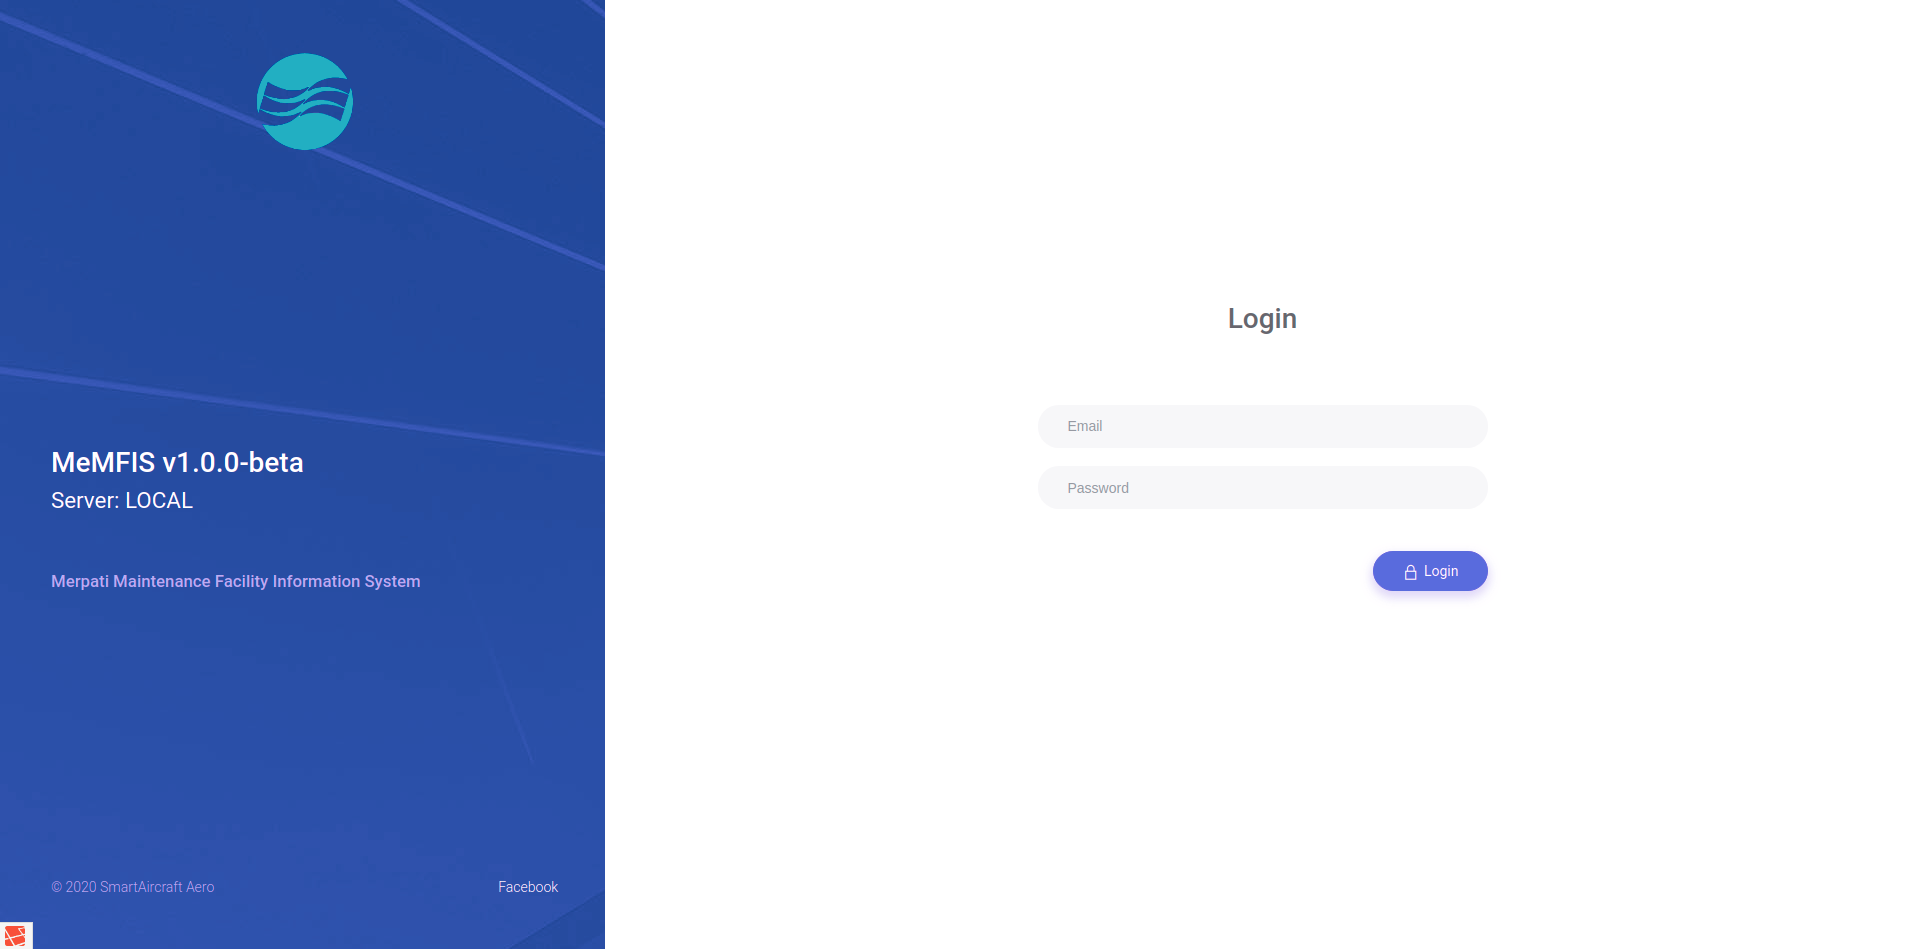 MeMFIS v1.0.0-beta
Server: LOCAL
Merpati Maintenance Facility Information System
© 2020 SmartAircraft Aero
Facebook
Login
Email
Password
Login